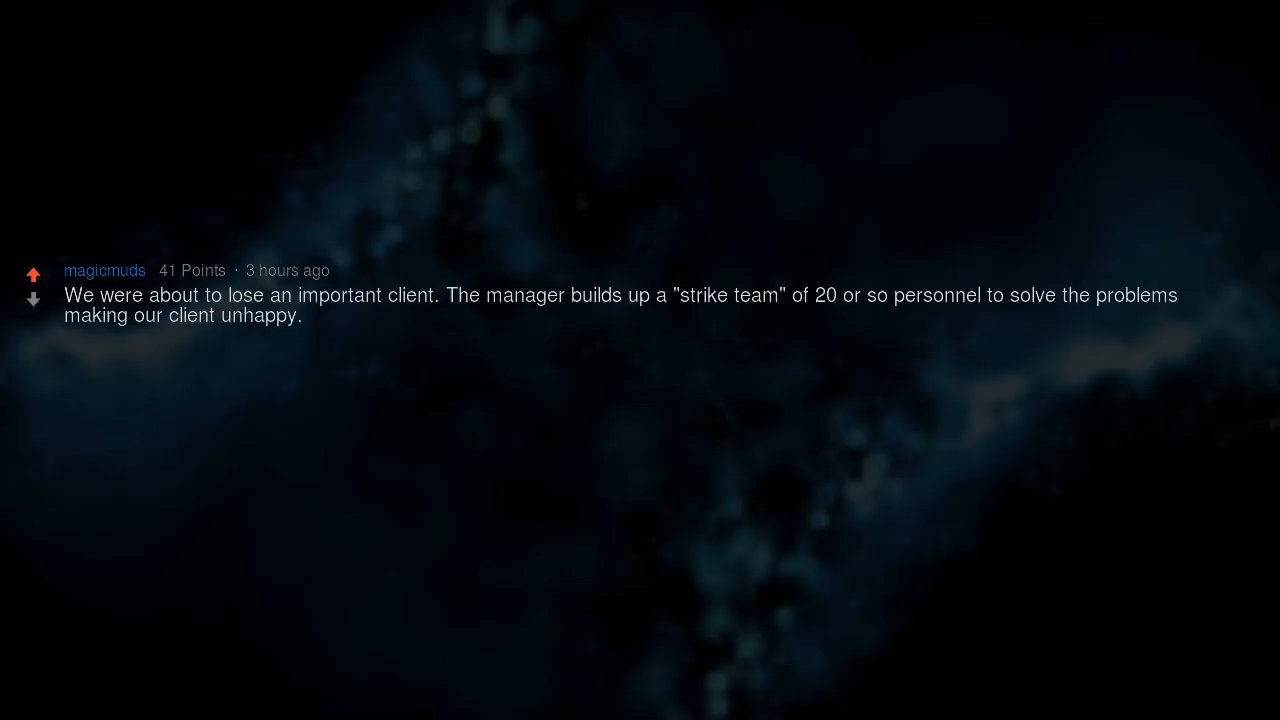 magicmuds 41 Points · 3 hours ago
We were about to lose an important client. The manager builds up a "strike team" of 20 or so personnel to solve the problems
making our client unhappy.